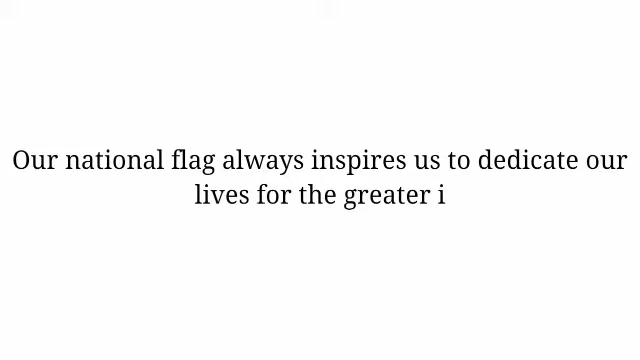 Our national flag always inspires us to dedicate our
lives for the greater i